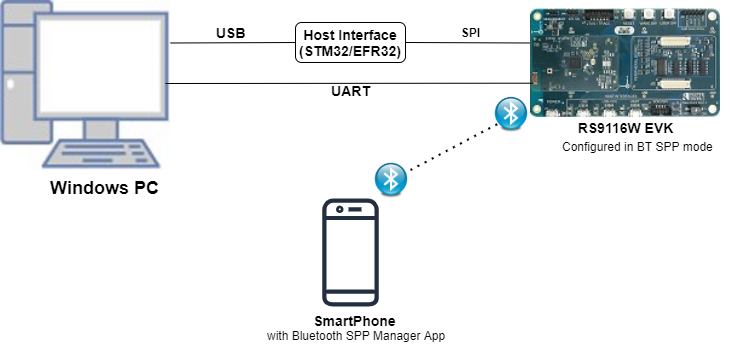 USB
Host Interface
(STM32/EFR32)
SPI
UART
RS9116W EVK
Configured in BT SPP mode
Windows PC
SmartPhone
with Bluetooth SPP Manager App